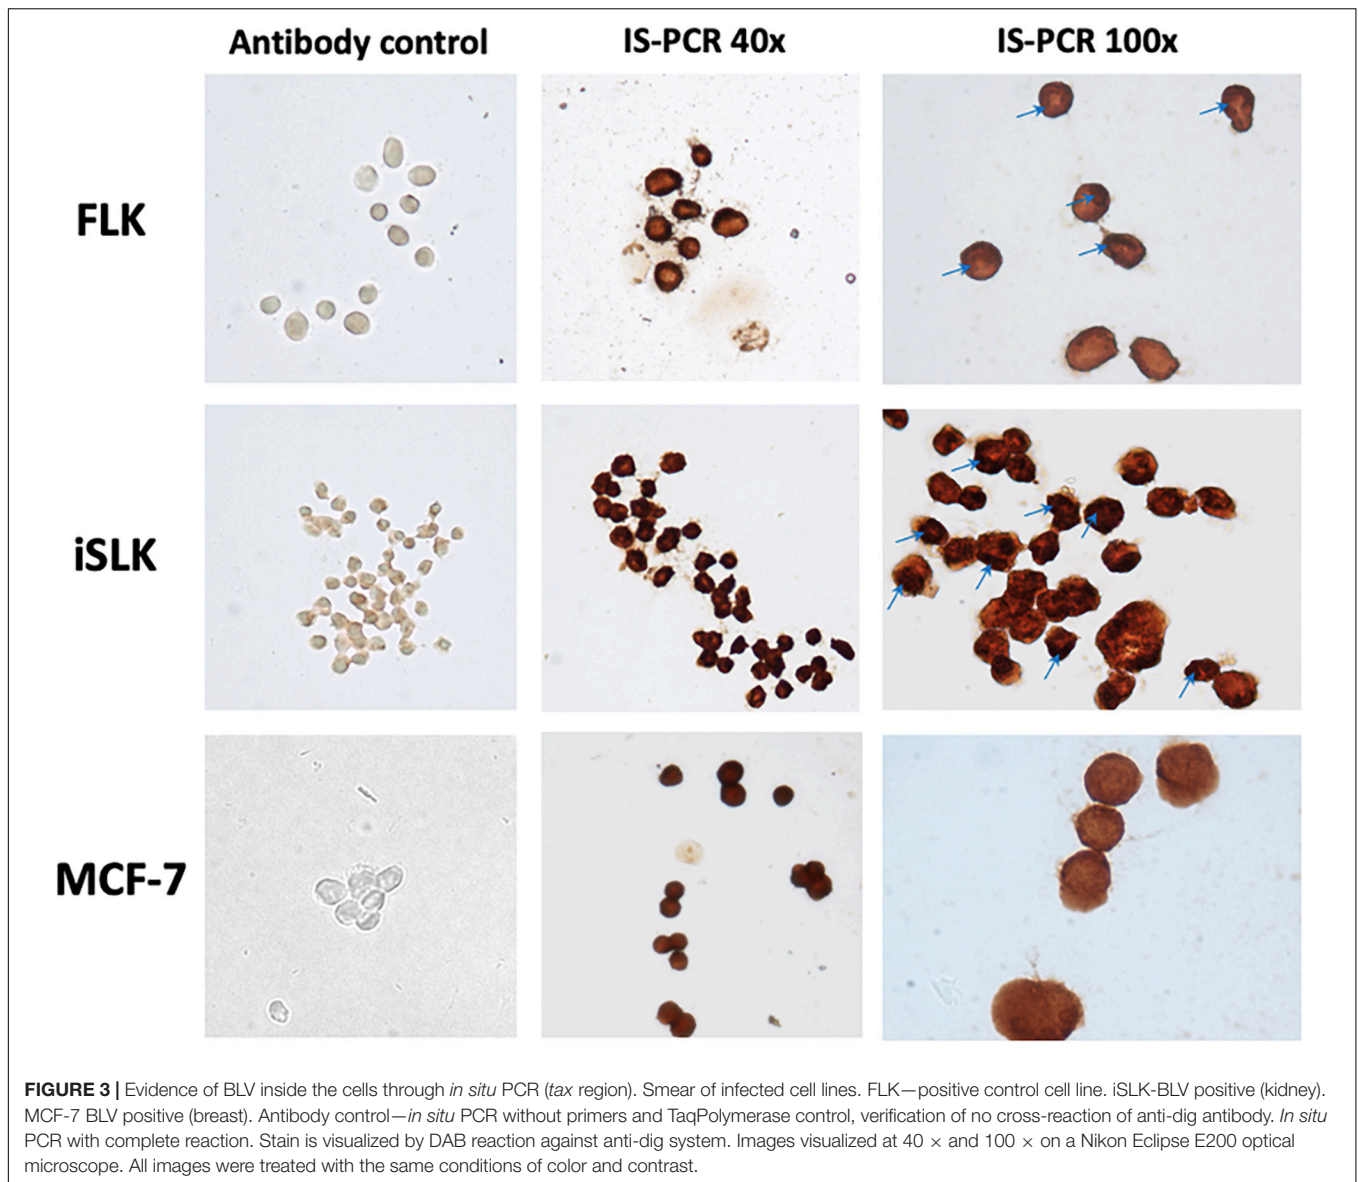 Antibody control IS-PCR 40x IS-PCR 100x
FLK
iSLK
MCF-7
FIGURE 3 | Evidence of BLV inside the cells through in situ PCR (tax region). Smear of infected cell lines. FLK—positive control cell line. iSLK-BLV positive (kidney).
MCF-7 BLV positive (breast). Antibody control—in situ PCR without primers and TaqPolymerase control, verification of no cross-reaction of anti-dig antibody. In situ
PCR with complete reaction. Stain is visualized by DAB reaction against anti-dig system. Images visualized at 40 × and 100 × on a Nikon Eclipse E200 optical
microscope. All images were treated with the same conditions of color and contrast.